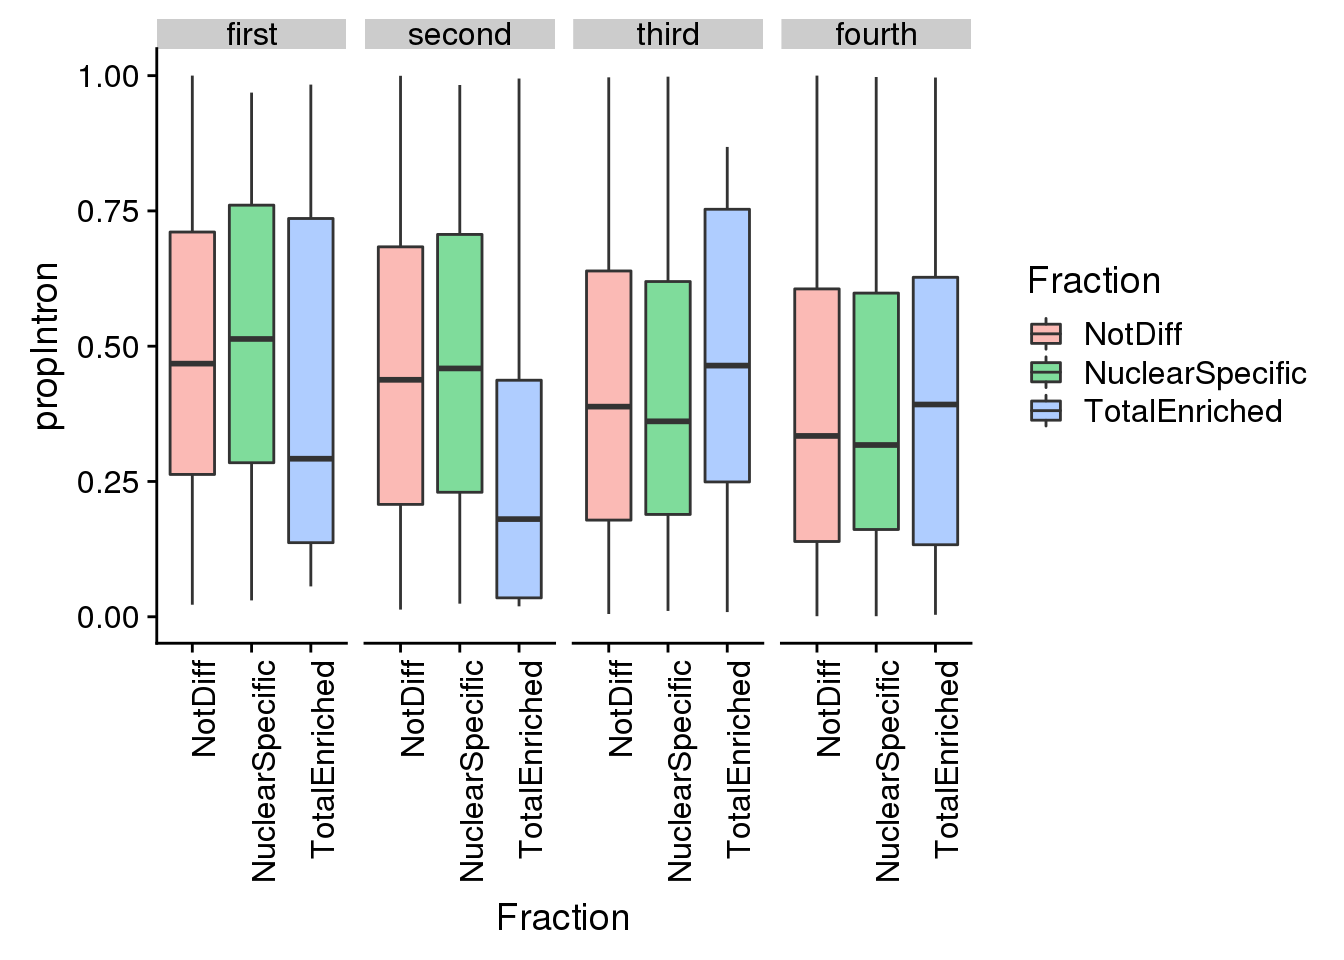 first
second
third
fourth
1.00
0.75
0.50
0.25
0.00
propIntron
NotDiff
NuclearSpecific
TotalEnriched
NotDiff
NuclearSpecific
TotalEnriched
NotDiff
NuclearSpecific
TotalEnriched
NotDiff
NuclearSpecific
TotalEnriched
Fraction
Fraction
NotDiff
NuclearSpecific
TotalEnriched